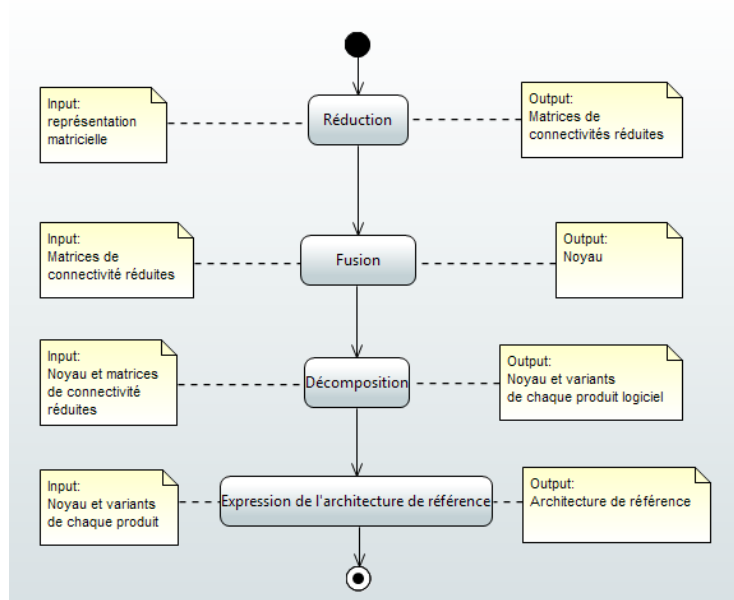 Input:
représentation
matricielle
Réduction
Output:
Matrices de
connectivités réduites
Input:
Matrices de
connectivité réduites
Fusion
Output:
Noyau
Input:
Noyau et matrices
de connectivité
réduites
Décomposition
Output:
Noyau et variants
de chaque produit logiciel
Input:
Noyau et variants
de chaque produit
Expression de l'architecture de référence
Output:
Architecture de référence